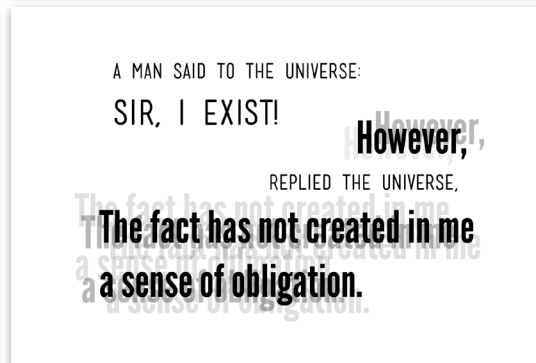 A MAN SAID TO THE UNIVERSE:
SIR, I EXIST!
However,
REPLIED THE UNIVERSE,
The fact has not created in me
a sense of obligation.